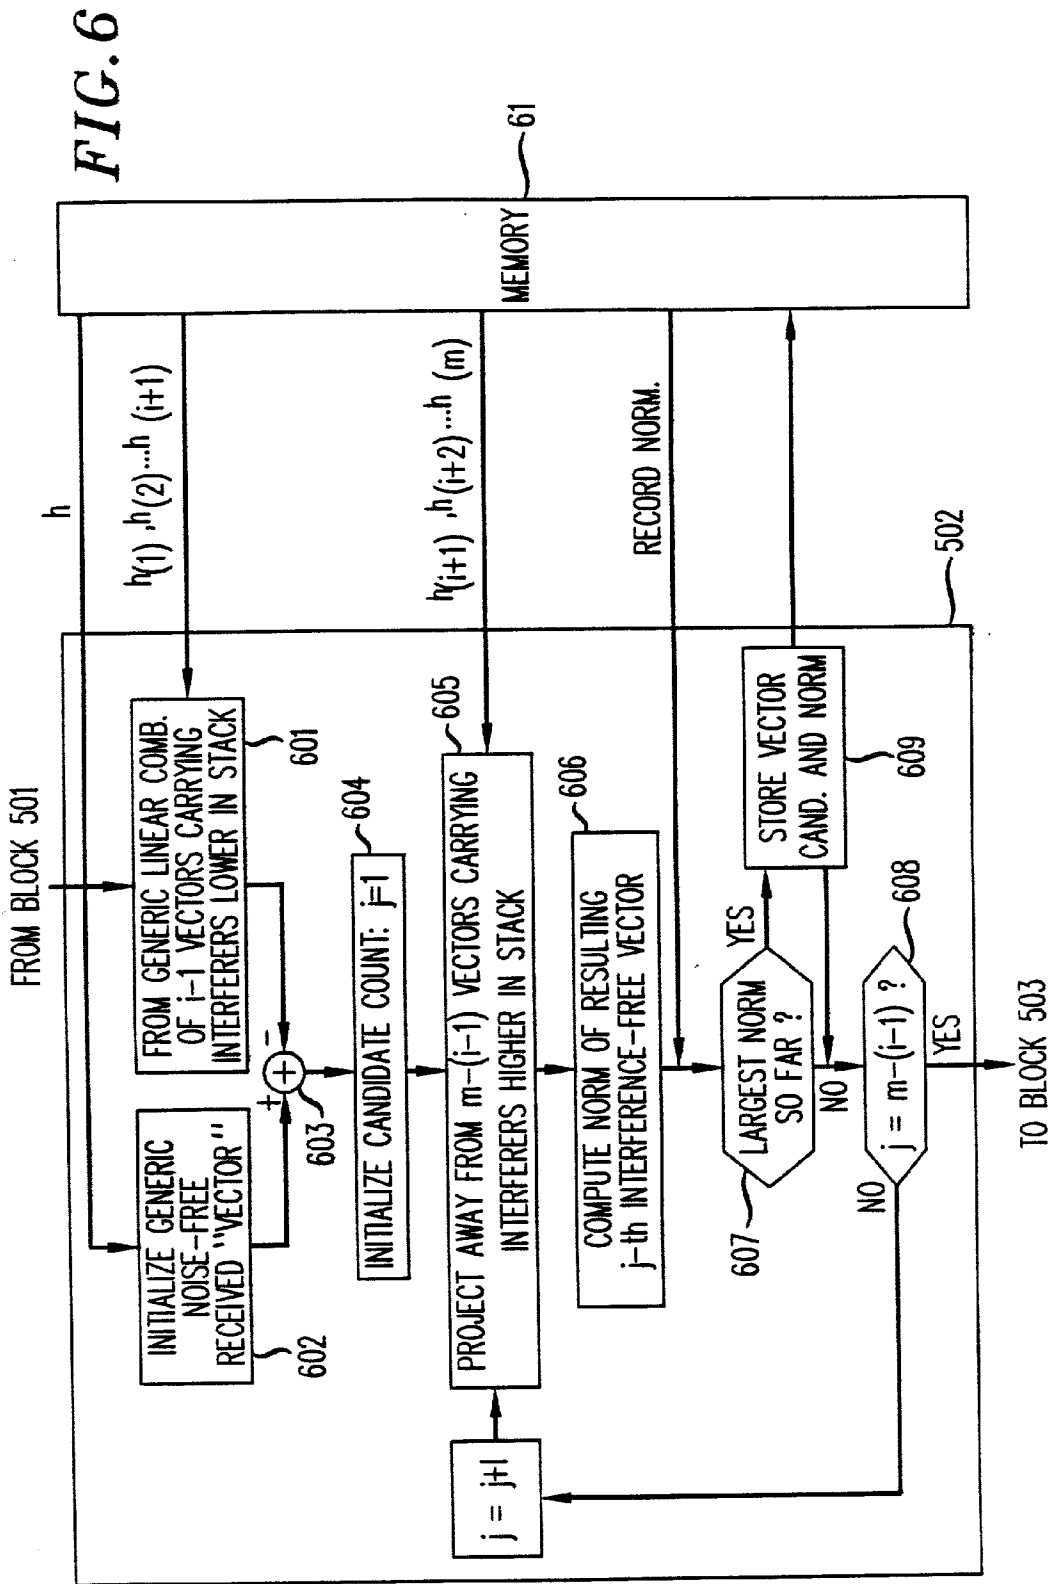 FIG. 6
FROM BLOCK 501
h
h(1) ,h(2)...h (i+1)
h(i+1) ,h(i+2)...h (m)
RECORD NORM.
MEMORY
61
502
INITIALIZE GENERIC
NOISE-FREE
RECEIVED "VECTOR"
602
FROM GENERIC LINEAR COMB.
OF i-1 VECTORS CARRYING
INTERFERERS LOWER IN STACK
601
+
-
+
603
INITIALIZE CANDIDATE COUNT: j=1
604
PROJECT AWAY FROM m-(i-1) VECTORS CARRYING
INTERFERERS HIGHER IN STACK
605
j = j+1
COMPUTE NORM OF RESULTING
j-th INTERFERENCE-FREE VECTOR
606
LARGEST NORM
SO FAR ?
607
YES
NO
STORE VECTOR
CAND. AND NORM
609
j = m-(i-1) ?
608
NO
YES
TO BLOCK 503